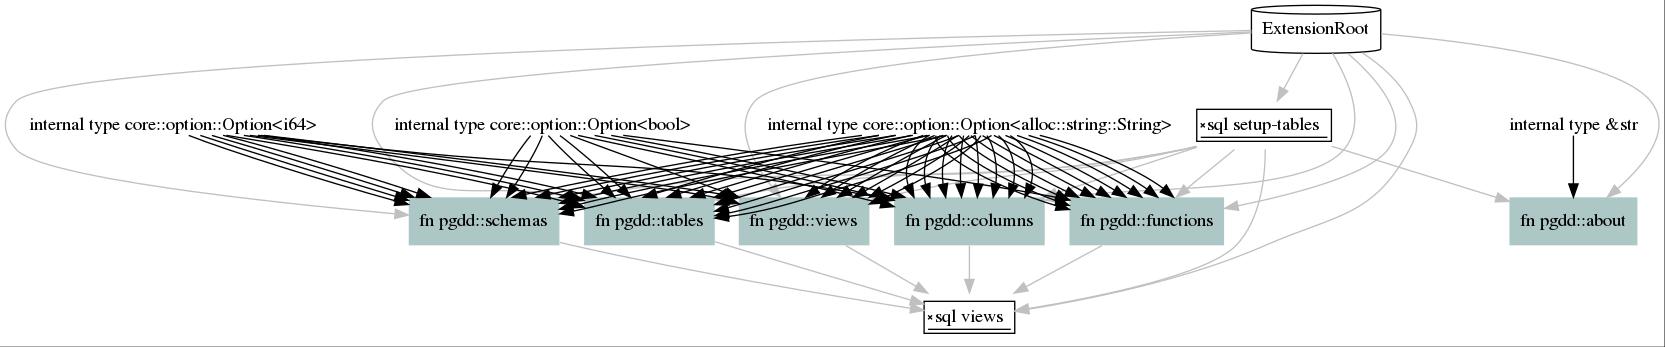 ExtensionRoot
internal type core::option::Option<i64>
internal type core::option::Option<bool>
internal type core::option::Option<alloc::string::String>
sql setup-tables
internal type &str
fn pgdd::schemas
fn pgdd::tables
fn pgdd::views
fn pgdd::columns
fn pgdd::functions
fn pgdd::about
sql views